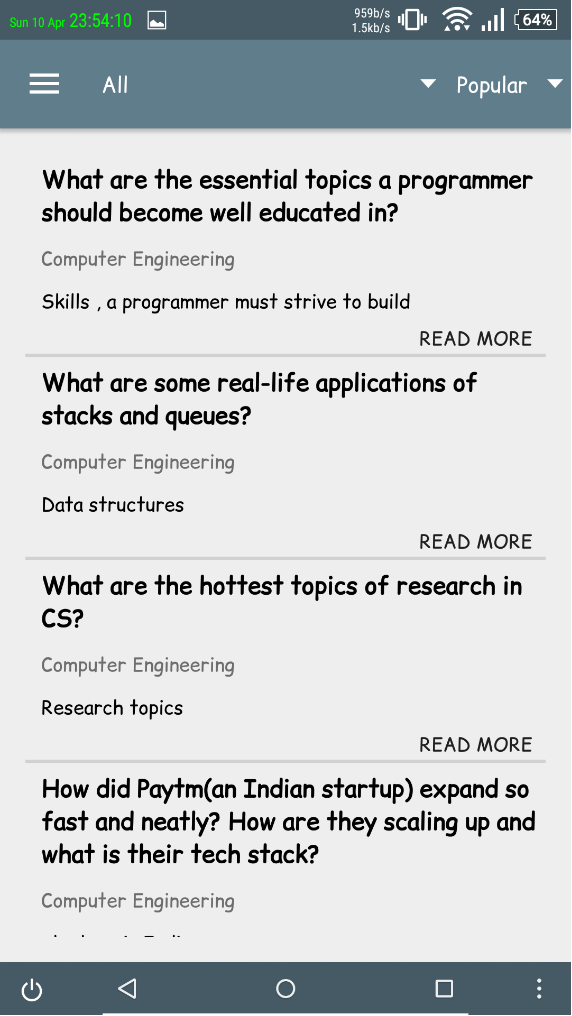 Sun 10 Apr 23:54:10
959b/s
1.5kb/s
64%
All
Popular
What are the essential topics a programmer
should become well educated in?
Computer Engineering
Skills , a programmer must strive to build
READ MORE
What are some real-life applications of
stacks and queues?
Computer Engineering
Data structures
READ MORE
What are the hottest topics of research in
CS?
Computer Engineering
Research topics
READ MORE
How did Paytm(an Indian startup) expand so
fast and neatly? How are they scaling up and
what is their tech stack?
Computer Engineering